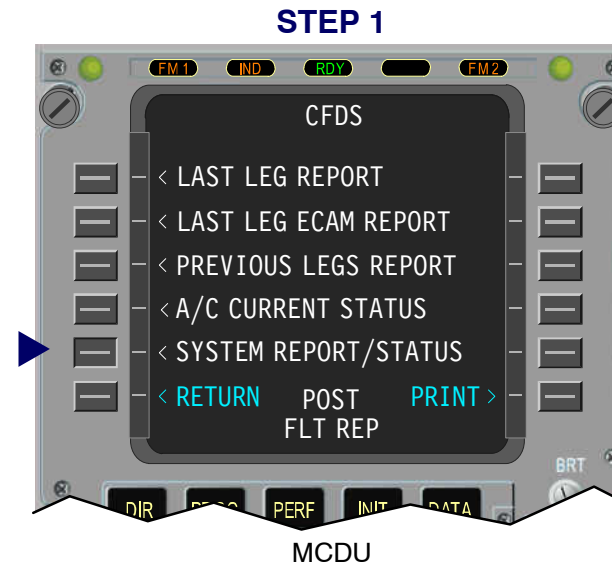 STEP 1
FM 1 IND RDY FM 2
CFDS
< LAST LEG REPORT
< LAST LEG ECAM REPORT
< PREVIOUS LEGS REPORT
< A/C CURRENT STATUS
< SYSTEM REPORT/STATUS
< RETURN POST PRINT >
FLT REP
BRT
DIR PERF INIT DATA
MCDU